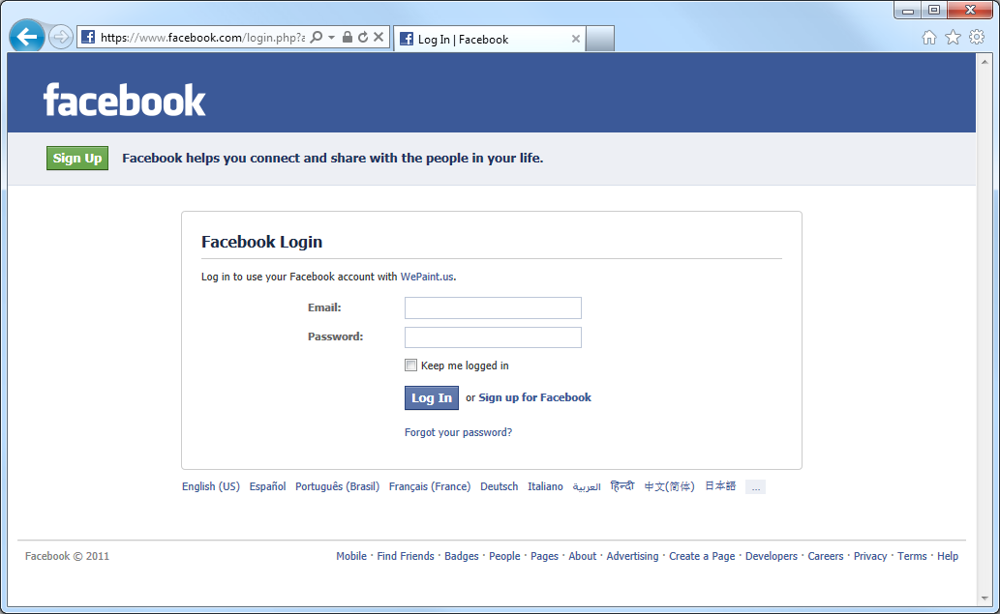 https://www.facebook.com/login.php?a
Log In | Facebook
facebook
Sign Up Facebook helps you connect and share with the people in your life.
Facebook Login
Log in to use your Facebook account with WePaint.us.
Email:
Password:
Keep me logged in
Log In or Sign up for Facebook
Forgot your password?
English (US) Español Português (Brasil) Français (France) Deutsch Italiano العربية हिन्दी 中文(简体) 日本語 ...
Facebook © 2011 Mobile · Find Friends · Badges · People · Pages · About · Advertising · Create a Page · Developers · Careers · Privacy · Terms · Help